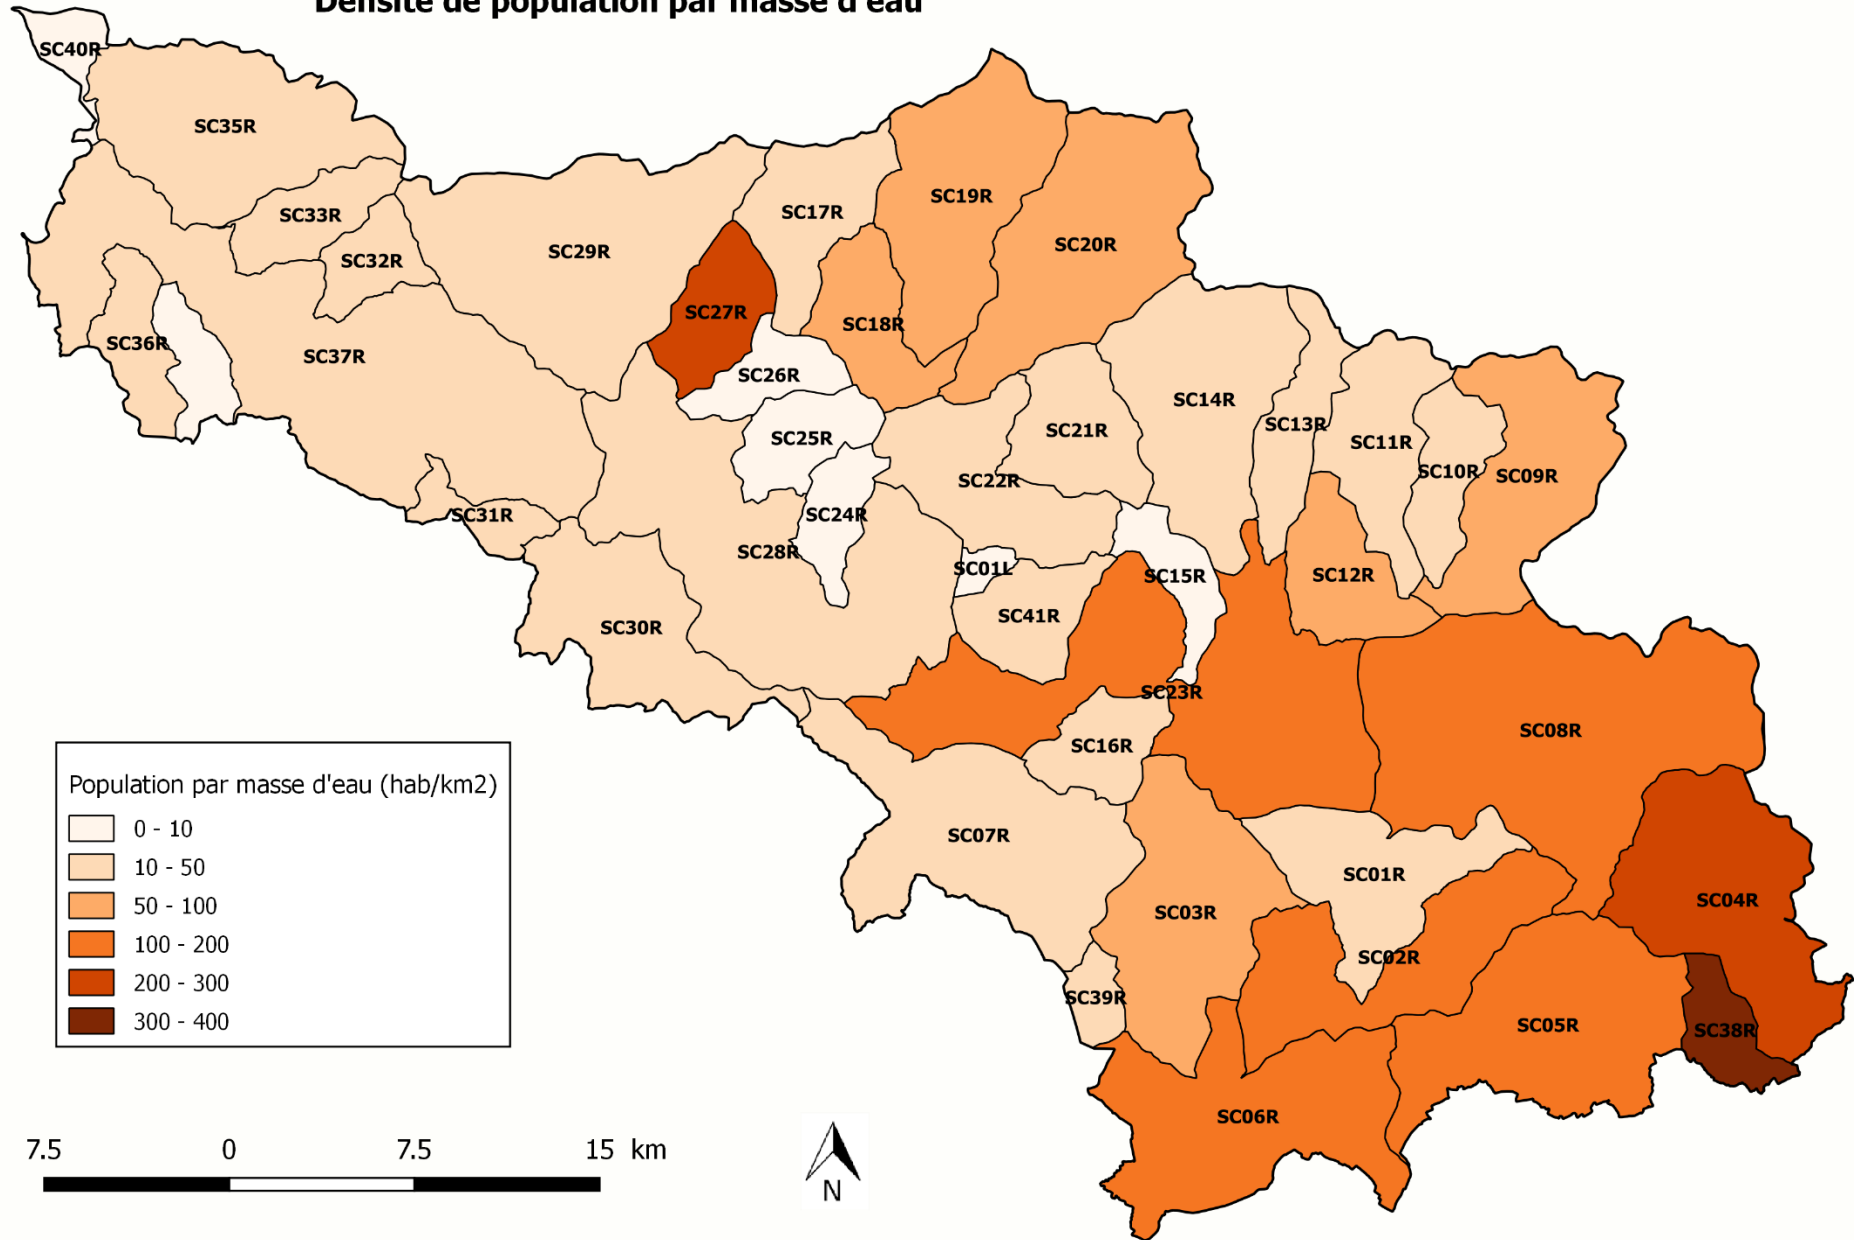 Densité de population par masse d'eau
SC40R
SC35R
SC19R
SC33R
SC17R
SC20R
SC29R
SC32R
SC27R
SC18R
SC36R
SC37R
SC26R
SC14R
SC13R
SC21R
SC25R
SC11R
SC10R
SC09R
SC22R
SC31R
SC24R
SC28R
SC01L
SC15R
SC12R
SC41R
SC30R
SC23R
SC08R
SC16R
SC07R
SC01R
SC04R
SC03R
SC02R
SC39R
SC05R
SC38R
SC06R
Population par masse d'eau (hab/km2)
0 - 10
10 - 50
50 - 100
100 - 200
200 - 300
300 - 400
7.5 0 7.5 15 km
N